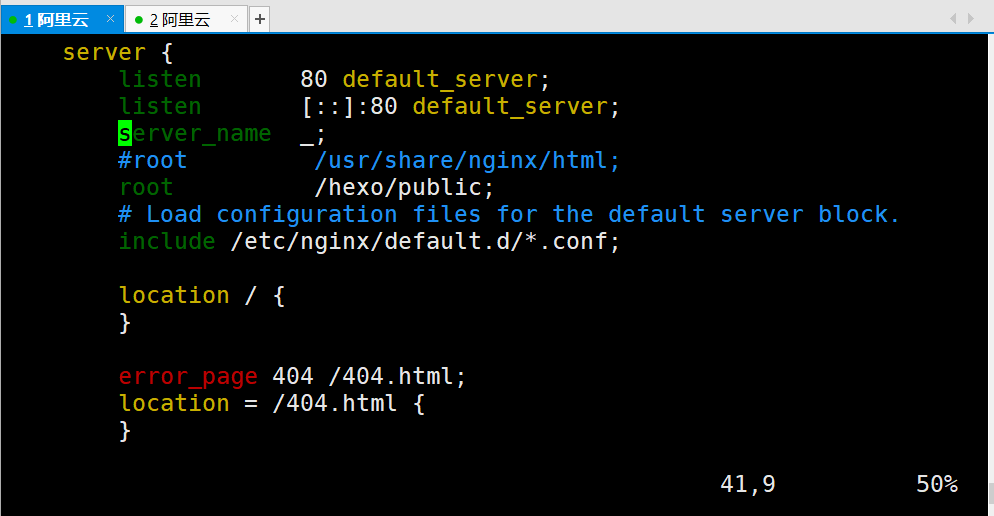 1 阿里云 × 2 阿里云 × +
server {
listen 80 default_server;
listen [::]:80 default_server;
server_name _;
#root /usr/share/nginx/html;
root /hexo/public;
# Load configuration files for the default server block.
include /etc/nginx/default.d/*.conf;
location / {
}
error_page 404 /404.html;
location = /404.html {
}
41,9 50%